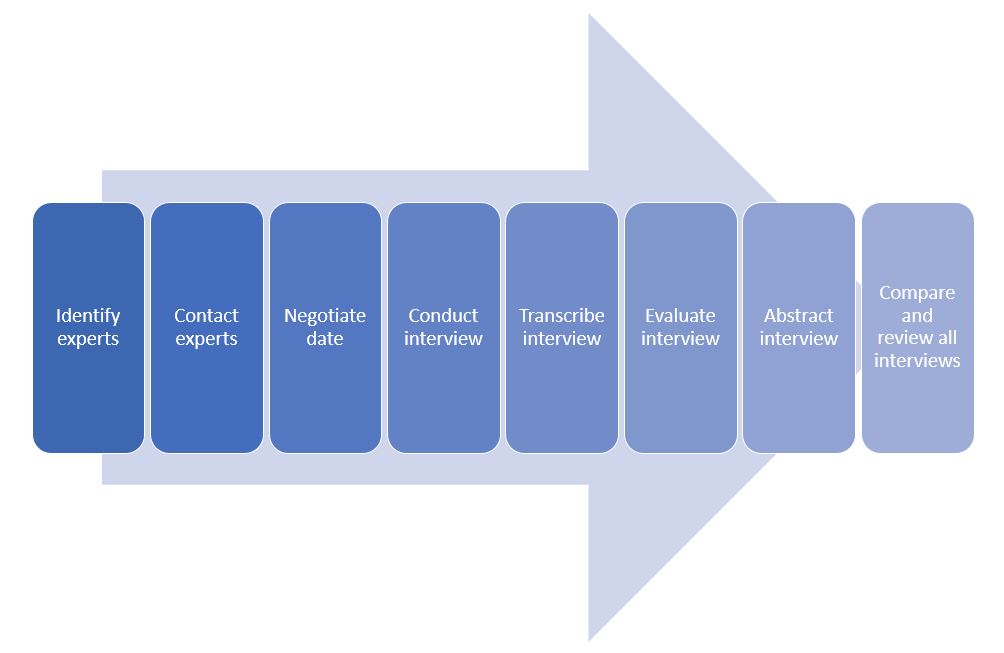 Identify
experts
Contact
experts
Negotiate
date
Conduct
interview
Transcribe
interview
Evaluate
interview
Abstract
interview
Compare
and
review all
interviews